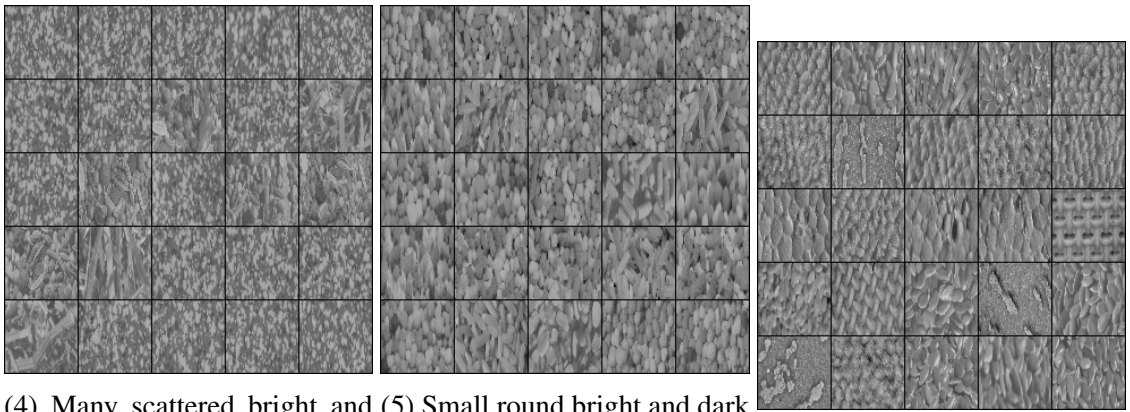 (4) Many scattered bright and
(5) Small round bright and dark